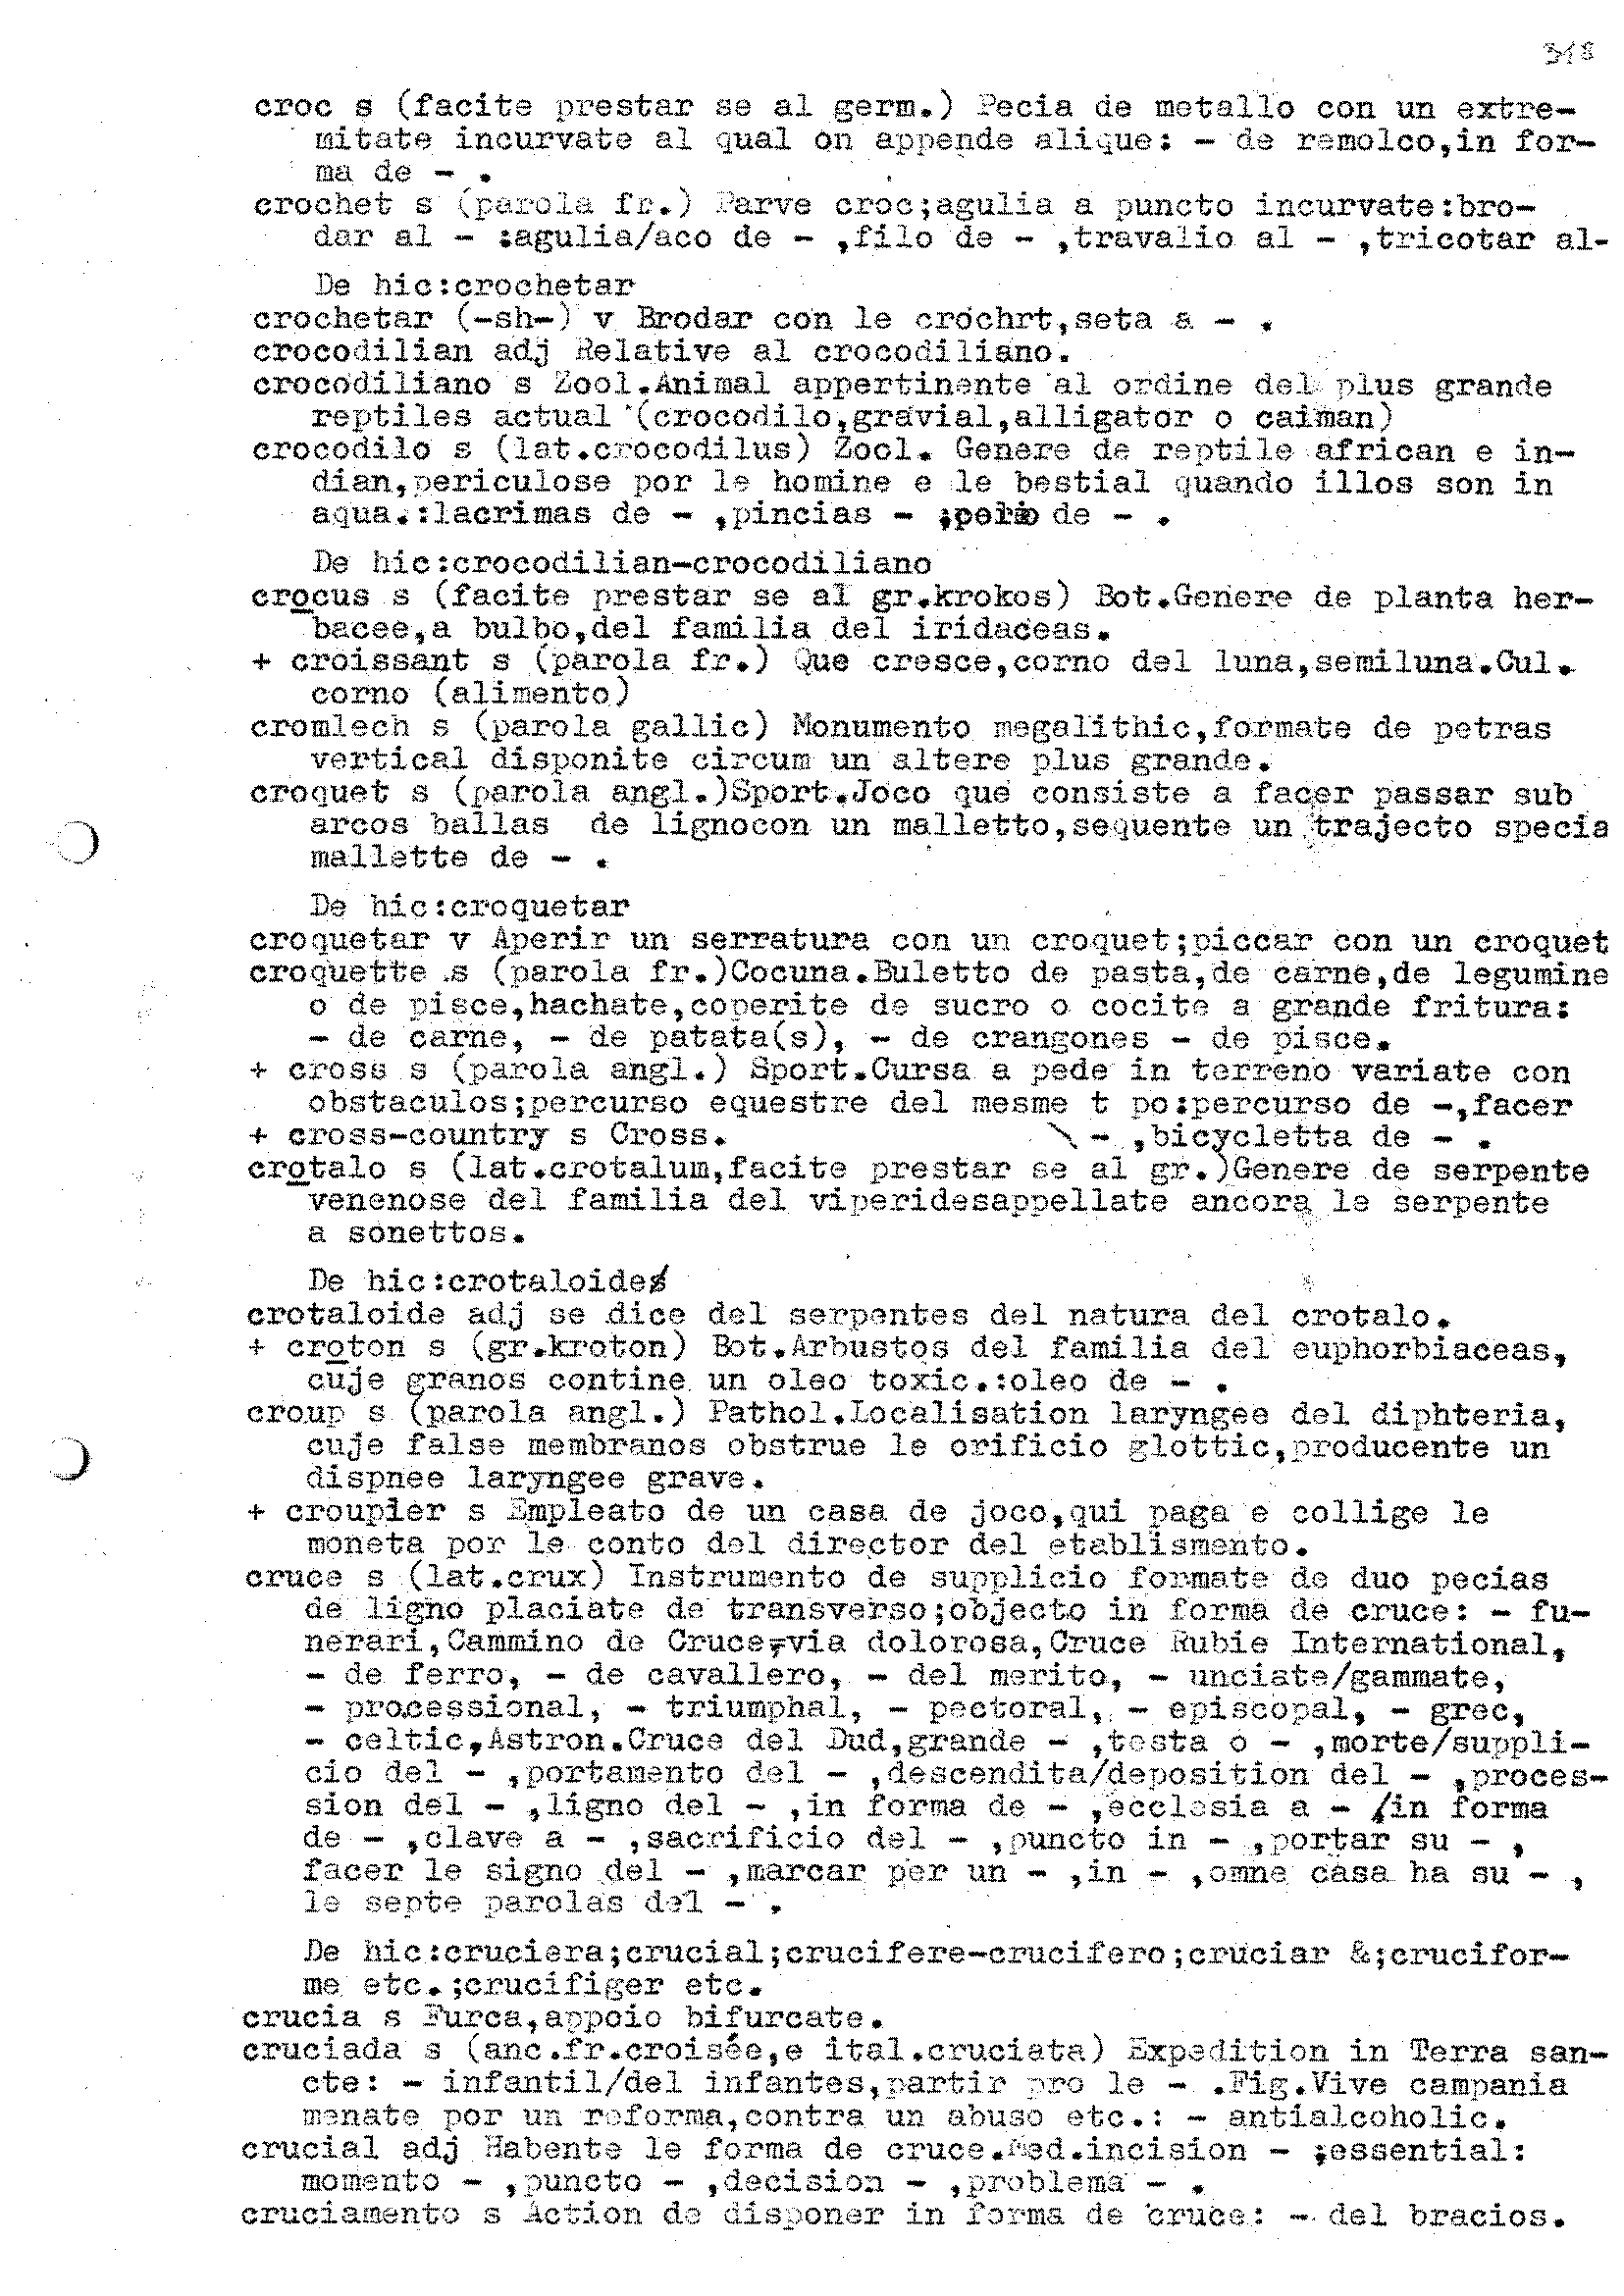 318
croc s (facite prestar se al germ.) Pecia de metallo con un extre-
mitate incurvate al qual on appende alique: - de remolco,in for-
ma de - .
crochet s (parola fr.) Parve croc;agulia a puncto incurvate:bro-
dar al - :agulia/aco de - ,filo de - ,travalio al - ,tricotar al-
De hic:crochetar
crochetar (-sh-) v Brodar con le crochrt,seta a - .
crocodilian adj Relative al crocodiliano.
crocodiliano s Zool.Animal appertinente al ordine del plus grande
reptiles actual (crocodilo,gravial,alligator o caiman)
crocodilo s (lat.crocodilus) Zool. Genere de reptile african e in-
dian,periculose por le homine e le bestial quando illos son in
aqua.:lacrimas de - ,pincias - ; de - .
De hic:crocodilian-crocodiliano
crocus s (facite prestar se al gr.krokos) Bot.Genere de planta her-
bacee,a bulbo,del familia del iridaceas.
+ croissant s (parola fr.) Que cresce,corno del luna,semiluna.Cul.
corno (alimento)
cromlech s (parola gallic) Monumento megalithic,formate de petras
vertical disponite circum un altere plus grande.
croquet s (parola angl.)Sport.Joco que consiste a facer passar sub
arcos ballas de lignocon un malletto,sequente un trajecto specia
mallette de - .
De hic:croquetar
croquetar v Aperir un serratura con un croquet;piccar con un croquet
croquette s (parola fr.)Cocuna.Buletto de pasta,de carne,de legumine
o de pisce,hachate,coperite de sucro o cocite a grande fritura:
- de carne, - de patata(s), - de crangones - de pisce.
+ cross s (parola angl.) Sport.Cursa a pede in terreno variate con
obstaculos;percurso equestre del mesme t po:percurso de -,facer
+ cross-country s Cross. \ - ,bicycletta de - .
crotalo s (lat.crotalum,facite prestar se al gr.)Genere de serpente
venenose del familia del viperidesappellate ancora le serpente
a sonettos.
De hic:crotaloide
crotaloide adj se dice del serpentes del natura del crotalo.
+ croton s (gr.kroton) Bot.Arbustos del familia del euphorbiaceas,
cuje granos contine un oleo toxic.:oleo de - .
croup s (parola angl.) Pathol.Localisation laryngee del diphteria,
cuje false membranos obstrue le orificio glottic,producente un
dispnee laryngee grave.
+ croupier s Empleato de un casa de joco,qui paga e collige le
moneta por le conto del director del etablismento.
cruce s (lat.crux) Instrumento de supplicio formate de duo pecias
de ligno placiate de transverso;objecto in forma de cruce: - fu-
nerari,Cammino de Cruce,via dolorosa,Cruce Rubie International,
- de ferro, - de cavallero, - del merito, - unciate/gammate,
- processional, - triumphal, - pectoral, - episcopal, - grec,
- celtic,Astron.Cruce del Dud,grande - ,testa o - ,morte/suppli-
cio del - ,portamento del - ,descendita/deposition del - ,proces-
sion del - ,ligno del - ,in forma de - ,ecclesia a - /in forma
de - ,clave a - ,sacrificio del - ,puncto in - ,portar su - ,
facer le signo del - ,marcar per un - ,in - ,omne casa ha su - ,
le septe parolas del - .
De hic:cruciera;crucial;crucifere-crucifero;cruciar &;crucifor-
me etc.;crucifiger etc.
crucia s Furca,appoio bifurcate.
cruciada s (anc.fr.croisée,e ital.cruciata) Expedition in Terra san-
cte: - infantil/del infantes,partir pro le - .Fig.Vive campania
menate por un reforma,contra un abuso etc.: - antialcoholic.
crucial adj Habente le forma de cruce.Med.incision - ;essential:
momento - ,puncto - ,decision - ,problema - .
cruciamento s Action de disponer in forma de cruce: - del bracios.